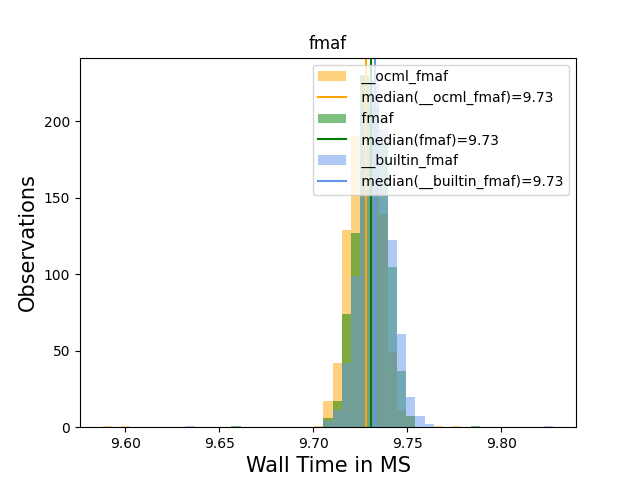 fmaf
__ocml_fmaf
median(__ocml_fmaf)=9.73
fmaf
median(fmaf)=9.73
__builtin_fmaf
median(__builtin_fmaf)=9.73
Observations
200
150
100
50
0
9.60 9.65 9.70 9.75 9.80
Wall Time in MS